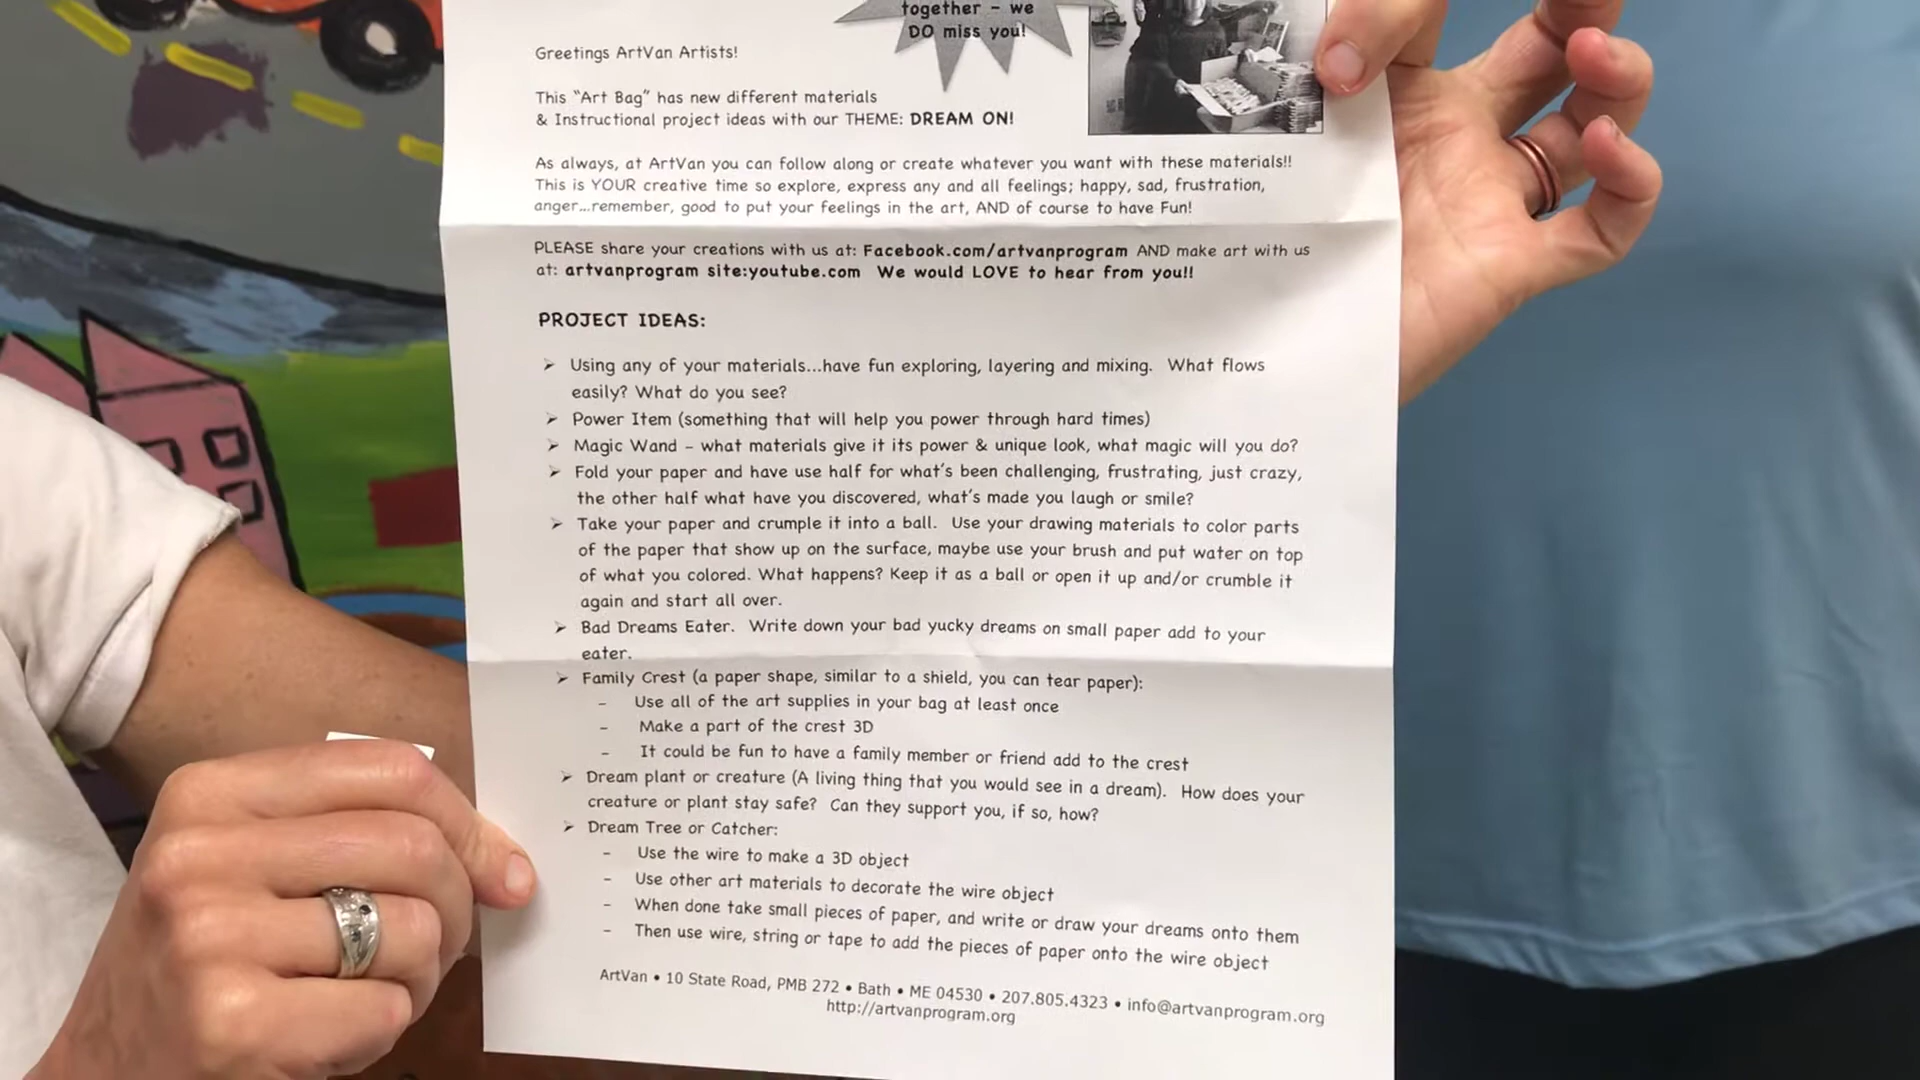 together – we
DO miss you!
Greetings ArtVan Artists!
This “Art Bag” has new different materials
& Instructional project ideas with our THEME: DREAM ON!
As always, at ArtVan you can follow along or create whatever you want with these materials!!
This is YOUR creative time so explore, express any and all feelings; happy, sad, frustration,
anger...remember, good to put your feelings in the art, AND of course to have Fun!
PLEASE share your creations with us at: Facebook.com/artvanprogram AND make art with us
at: artvanprogram site:youtube.com We would LOVE to hear from you!!
PROJECT IDEAS:
➢ Using any of your materials...have fun exploring, layering and mixing. What flows
easily? What do you see?
➢ Power Item (something that will help you power through hard times)
➢ Magic Wand – what materials give it its power & unique look, what magic will you do?
➢ Fold your paper and have use half for what’s been challenging, frustrating, just crazy,
the other half what have you discovered, what’s made you laugh or smile?
➢ Take your paper and crumple it into a ball. Use your drawing materials to color parts
of the paper that show up on the surface, maybe use your brush and put water on top
of what you colored. What happens? Keep it as a ball or open it up and/or crumble it
again and start all over.
➢ Bad Dreams Eater. Write down your bad yucky dreams on small paper add to your
eater.
➢ Family Crest (a paper shape, similar to a shield, you can tear paper):
– Use all of the art supplies in your bag at least once
– Make a part of the crest 3D
– It could be fun to have a family member or friend add to the crest
➢ Dream plant or creature (A living thing that you would see in a dream). How does your
creature or plant stay safe? Can they support you, if so, how?
➢ Dream Tree or Catcher:
– Use the wire to make a 3D object
– Use other art materials to decorate the wire object
– When done take small pieces of paper, and write or draw your dreams onto them
– Then use wire, string or tape to add the pieces of paper onto the wire object
ArtVan • 10 State Road, PMB 272 • Bath • ME 04530 • 207.805.4323 • info@artvanprogram.org
http://artvanprogram.org